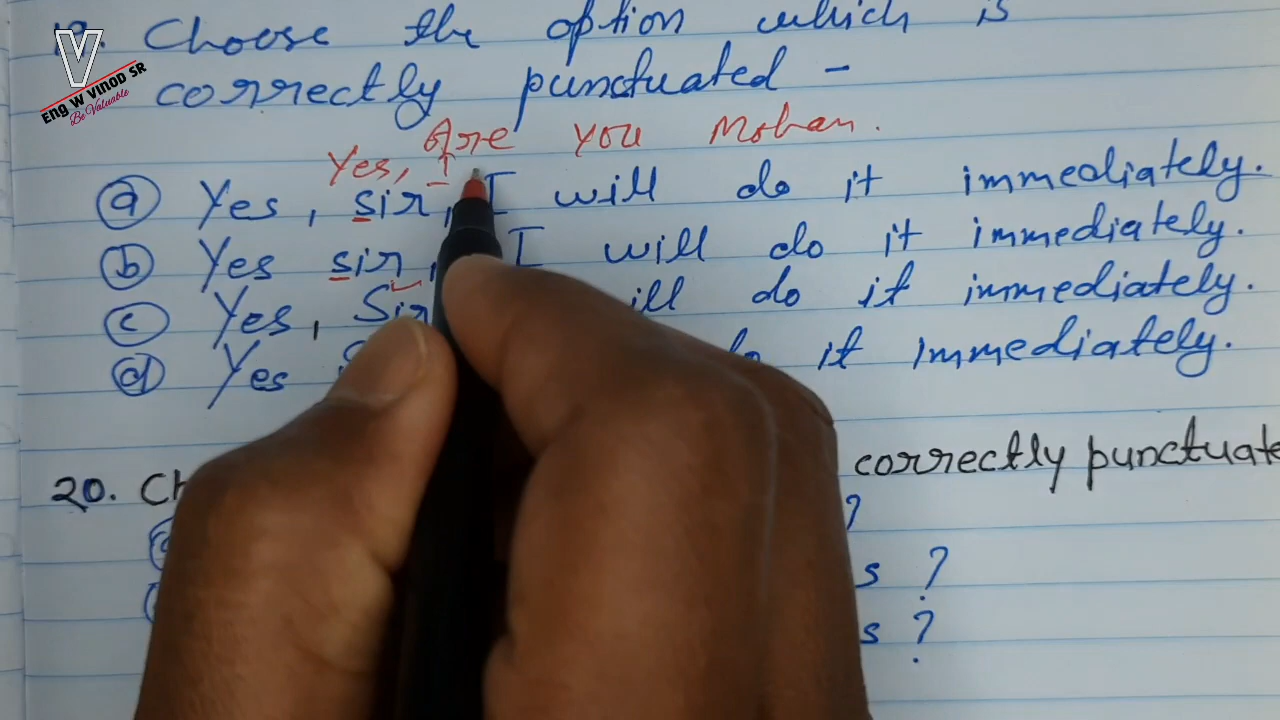 19. Choose the option which is
correctly punctuated -
Yes, Are you Mohan.
ⓐ Yes, sir, I will do it immediately.
ⓑ Yes sir, I will do it immediately.
ⓒ Yes, Sir ill do it immediately.
ⓓ Yes it immediately.
20. Ch correctly punctuate
?
s ?
s ?
V
Eng W Vinod SR
Be Valuable